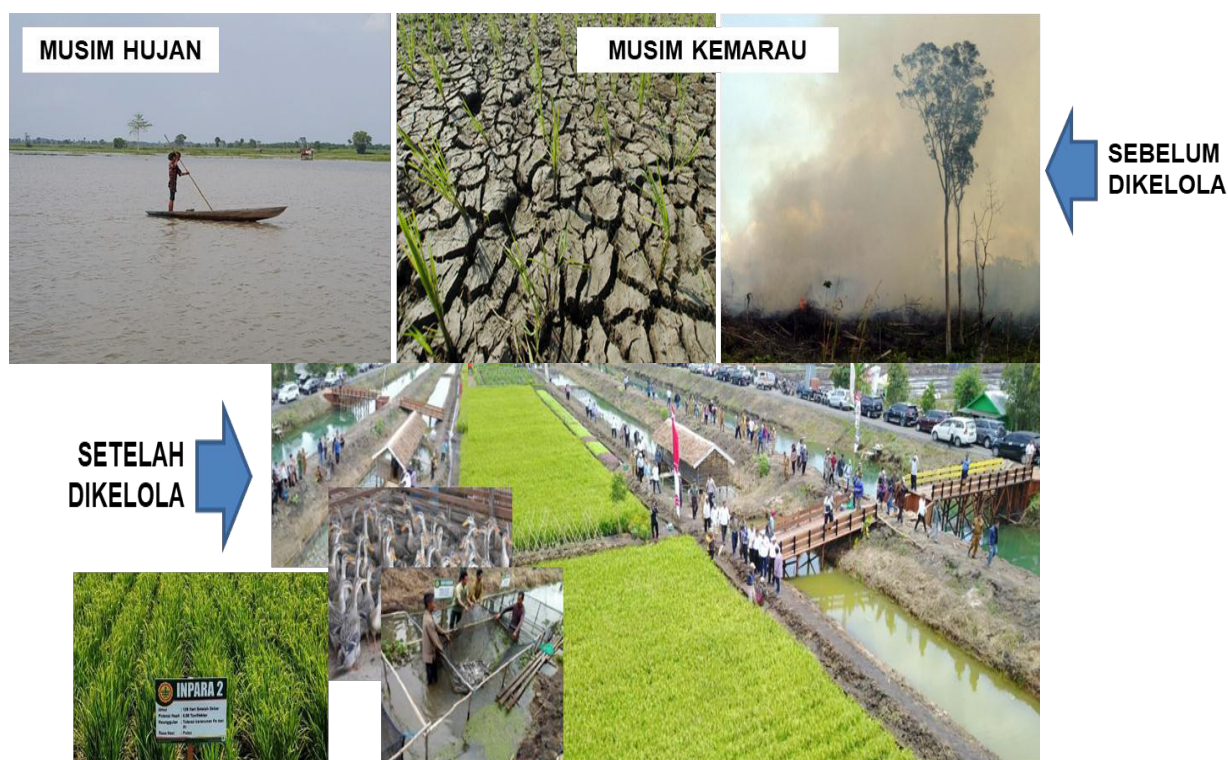 MUSIM HUJAN
MUSIM KEMARAU
SEBELUM
DIKELOLA
SETELAH
DIKELOLA
INPARA 2